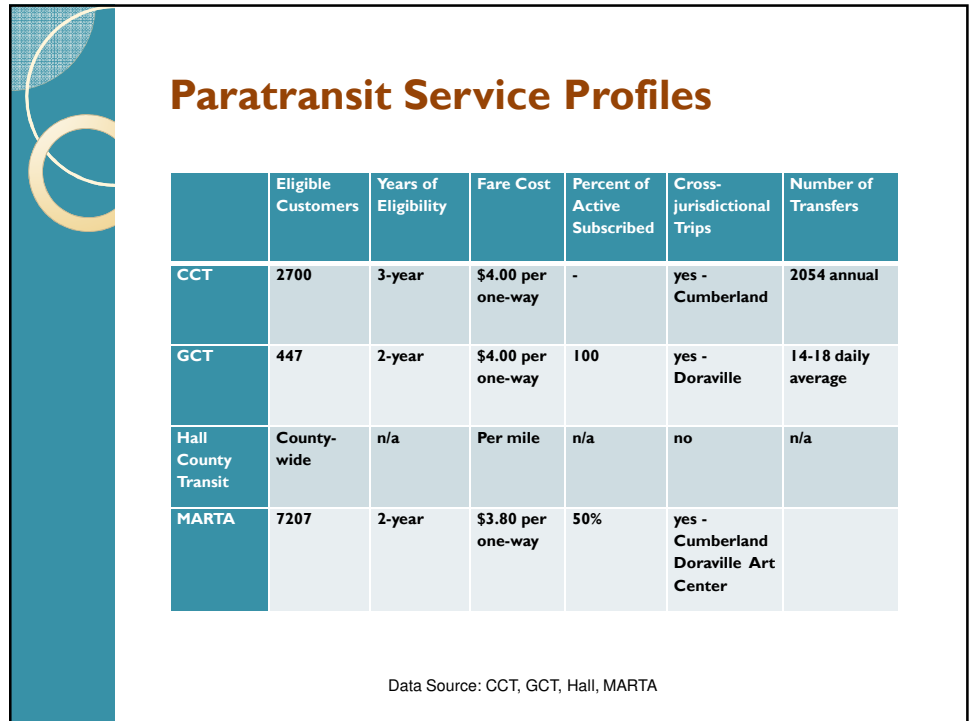 Paratransit Service Profiles
Eligible Customers | Years of Eligibility | Fare Cost | Percent of Active Subscribed | Cross-jurisdictional Trips | Number of Transfers
CCT | 2700 | 3-year | $4.00 per one-way | - | yes - Cumberland | 2054 annual
GCT | 447 | 2-year | $4.00 per one-way | 100 | yes - Doraville | 14-18 daily average
Hall County Transit | County-wide | n/a | Per mile | n/a | no | n/a
MARTA | 7207 | 2-year | $3.80 per one-way | 50% | yes - Cumberland Doraville Art Center
Data Source: CCT, GCT, Hall, MARTA